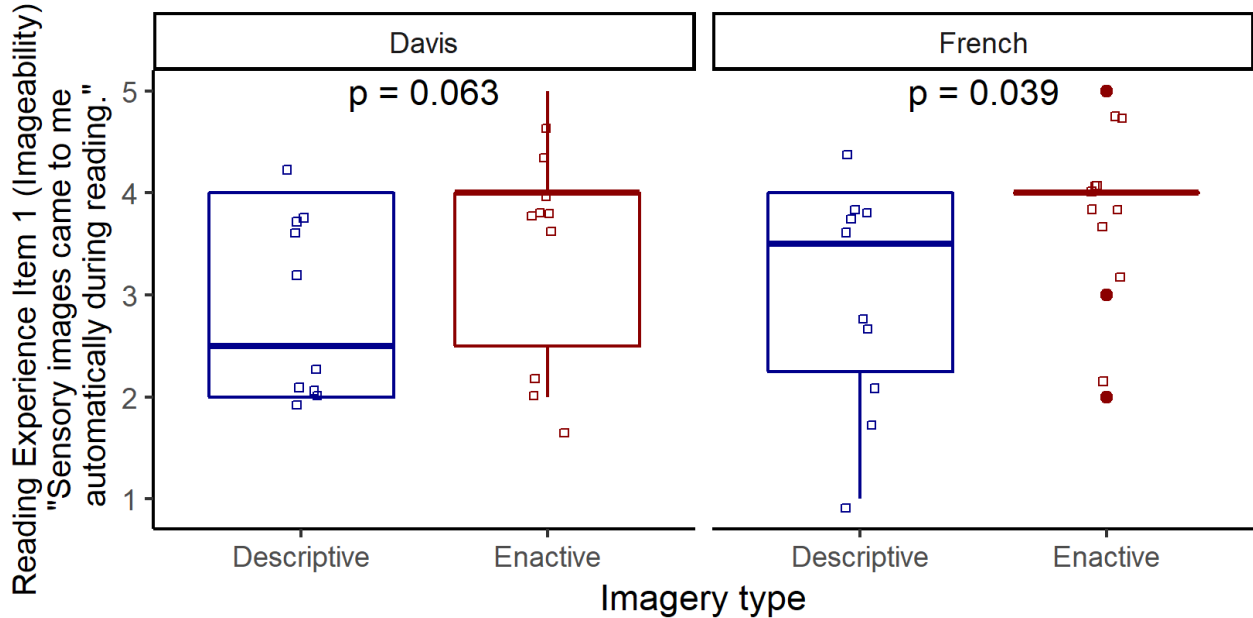 Reading Experience Item 1 (Imageability)
"Sensory images came to me
automatically during reading."
Davis
French
p = 0.063
p = 0.039
5
4
3
2
1
Descriptive
Enactive
Descriptive
Enactive
Imagery type